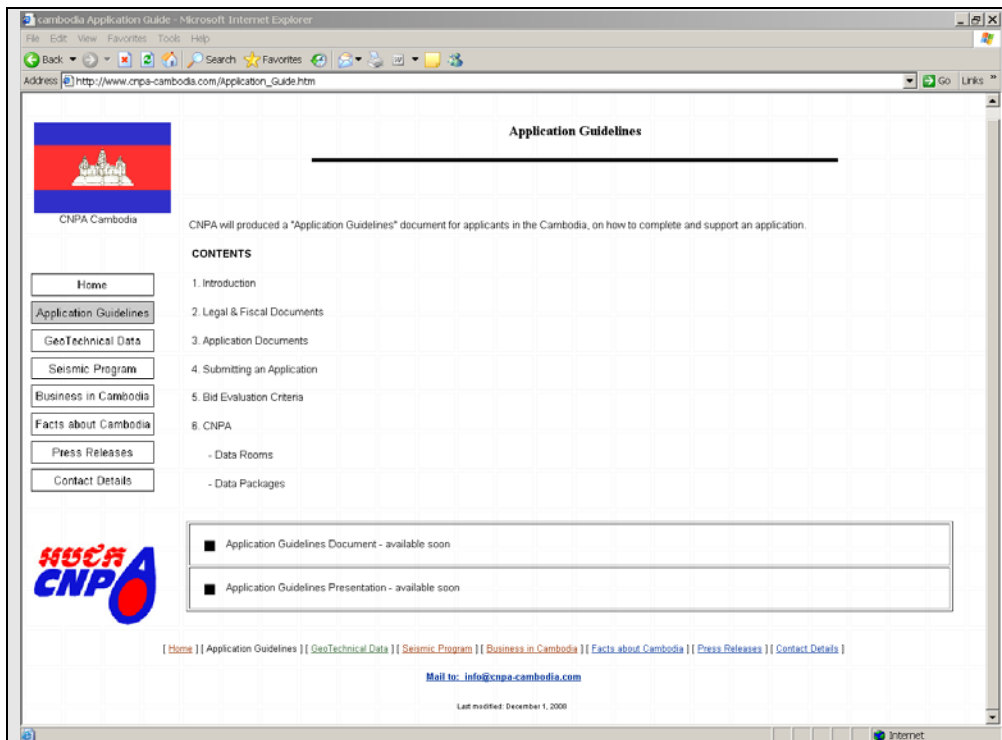 cambodia Application Guide - Microsoft Internet Explorer
File Edit View Favorites Tools Help
Back Search Favorites
Address http://www.cnpa-cambodia.com/Application_Guide.htm Go Links »
Application Guidelines
CNPA Cambodia
CNPA will produced a "Application Guidelines" document for applicants in the Cambodia, on how to complete and support an application.
CONTENTS
Home
1. Introduction
Application Guidelines
2. Legal & Fiscal Documents
GeoTechnical Data
3. Application Documents
Seismic Program
4. Submitting an Application
Business in Cambodia
5. Bid Evaluation Criteria
Facts about Cambodia
6. CNPA
Press Releases
- Data Rooms
Contact Details
- Data Packages
Application Guidelines Document - available soon
អបជក
CNPA
Application Guidelines Presentation - available soon
[ Home ] [ Application Guidelines ] [ GeoTechnical Data ] [ Seismic Program ] [ Business in Cambodia ] [ Facts about Cambodia ] [ Press Releases ] [ Contact Details ]
Mail to: info@cnpa-cambodia.com
Last modified: December 1, 2008
Internet